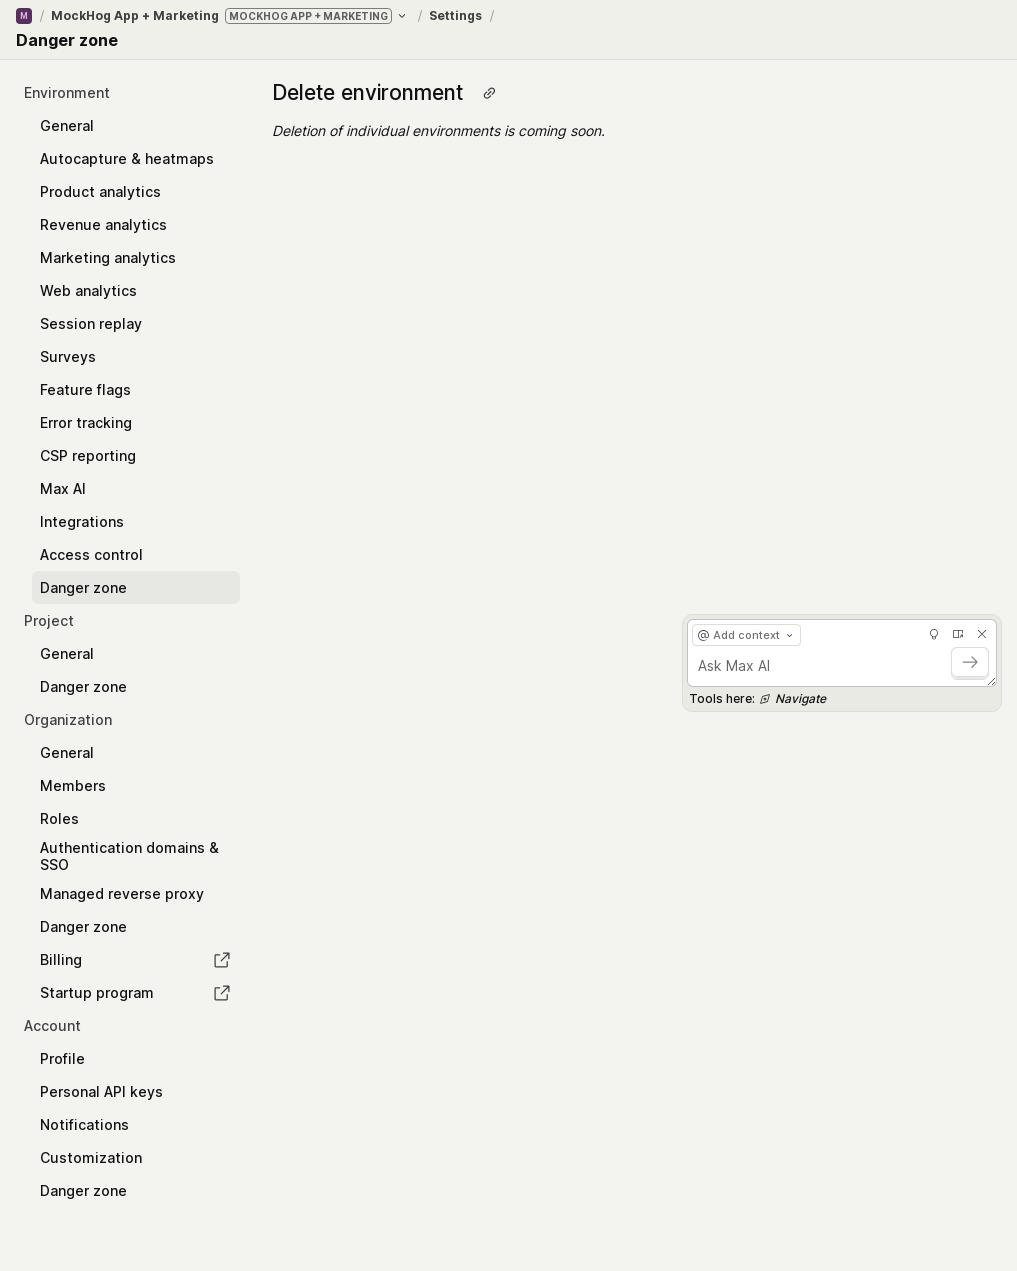 M / MockHog App + Marketing MOCKHOG APP + MARKETING / Settings /
Danger zone
Environment
General
Autocapture & heatmaps
Product analytics
Revenue analytics
Marketing analytics
Web analytics
Session replay
Surveys
Feature flags
Error tracking
CSP reporting
Max AI
Integrations
Access control
Danger zone
Project
General
Danger zone
Organization
General
Members
Roles
Authentication domains &
SSO
Managed reverse proxy
Danger zone
Billing
Startup program
Account
Profile
Personal API keys
Notifications
Customization
Danger zone
Delete environment
Deletion of individual environments is coming soon.
@ Add context
Ask Max AI
Tools here: Navigate